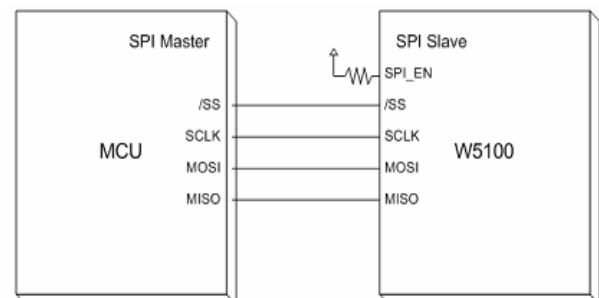 SPI Master
/SS
SCLK
MCU
MOSI
MISO
SPI Slave
SPI_EN
/SS
SCLK
W5100
MOSI
MISO